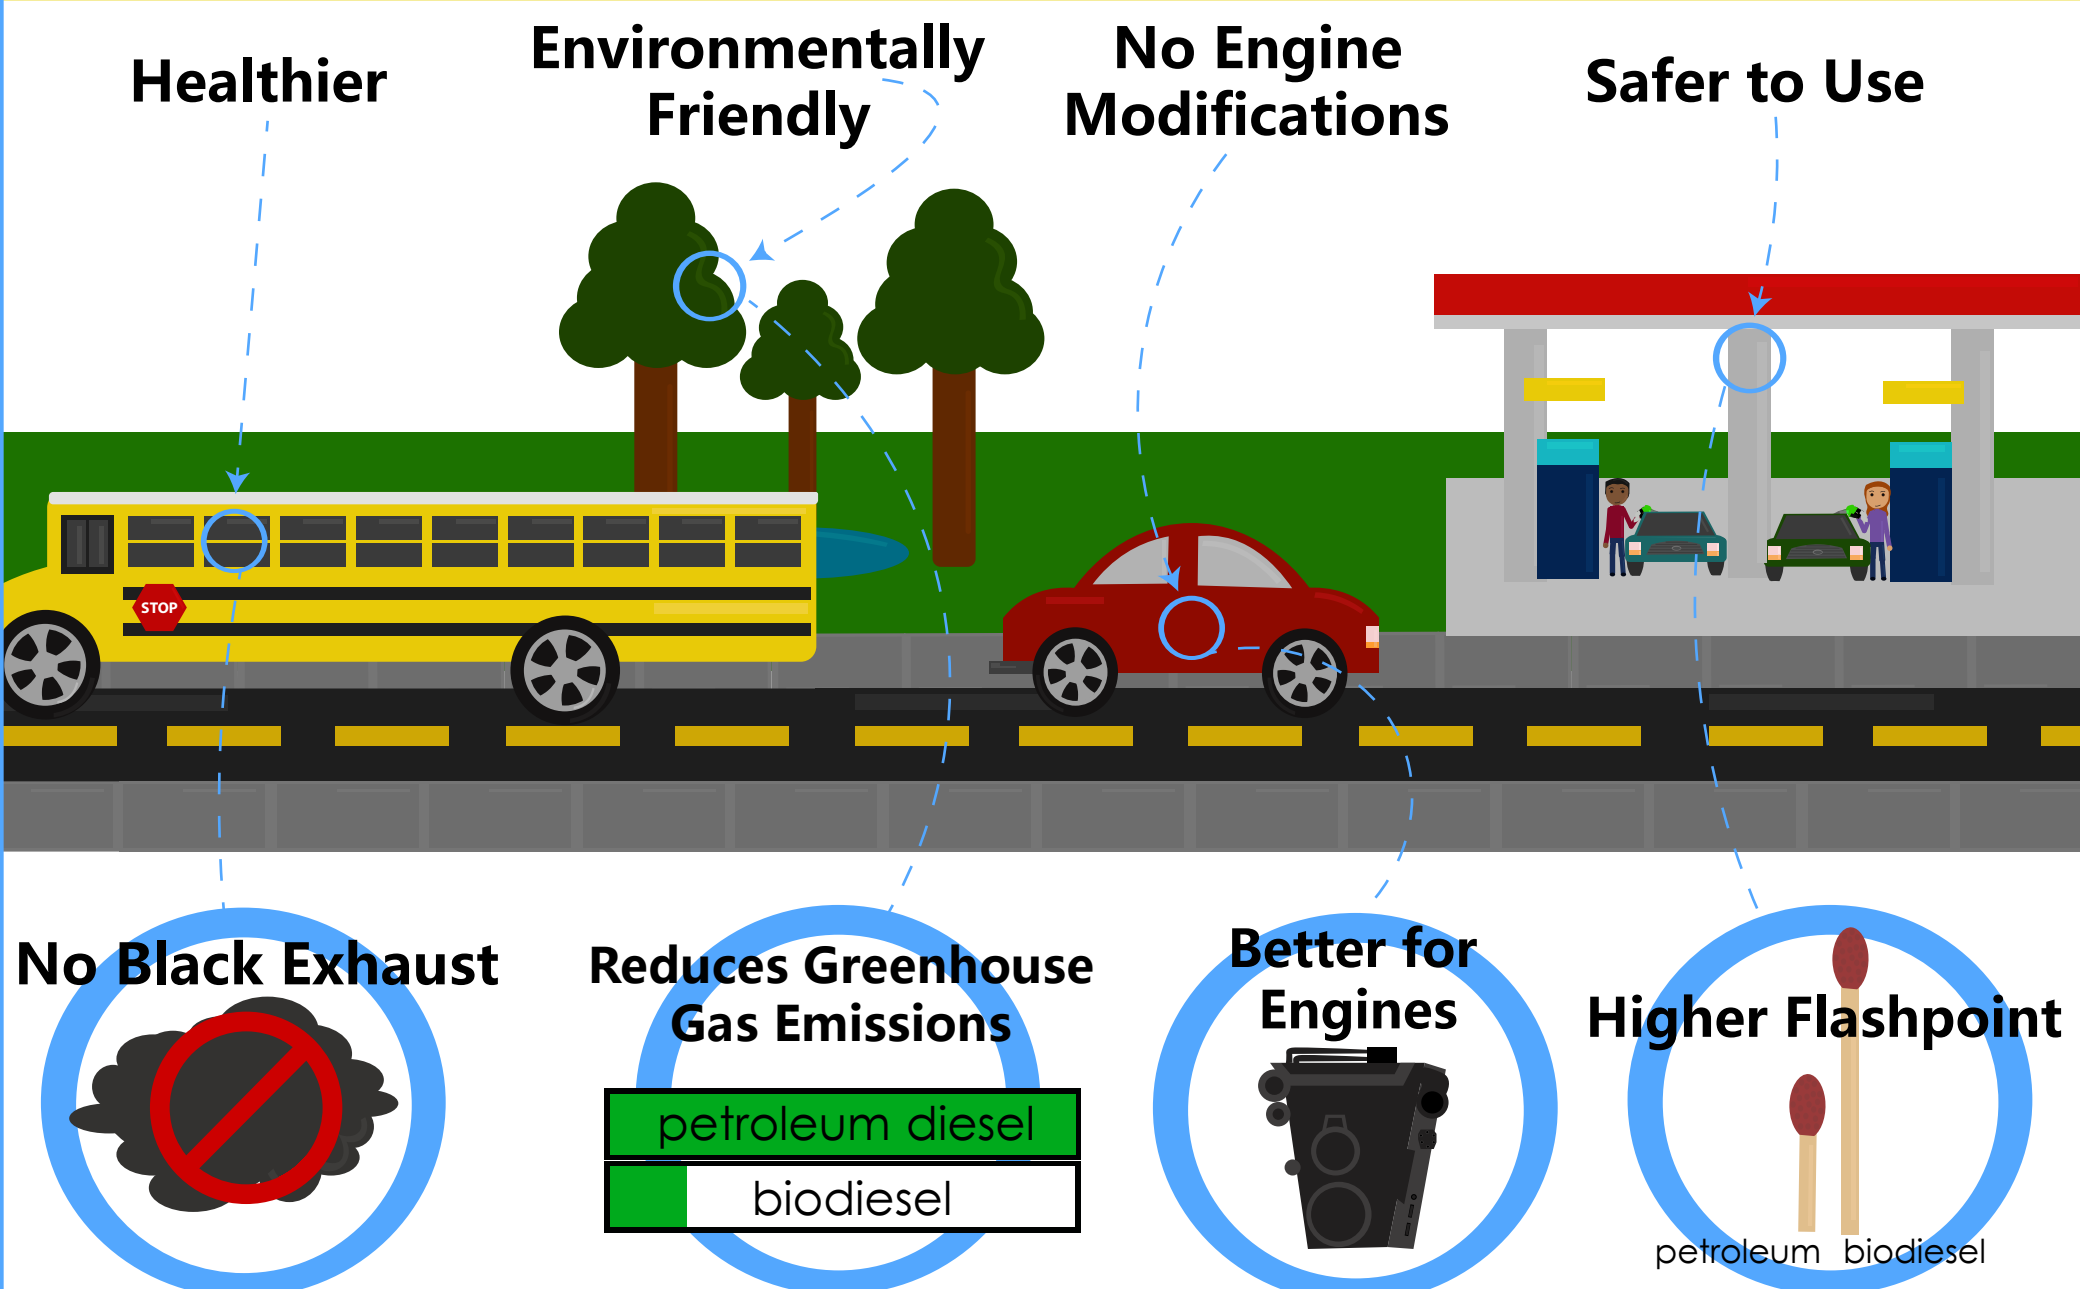 Healthier
Environmentally
Friendly
No Engine
Modifications
Safer to Use
STOP
No Black Exhaust
Reduces Greenhouse
Gas Emissions
petroleum diesel
biodiesel
Better for
Engines
Higher Flashpoint
petroleum biodiesel